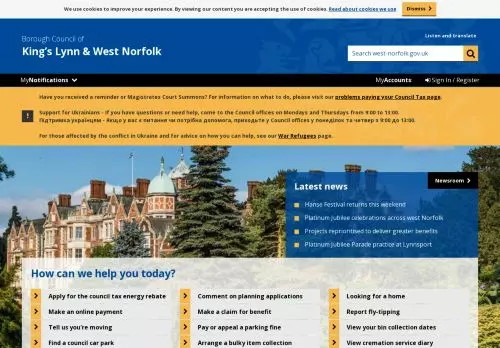 We use cookies to improve your experience. By viewing our content you are accepting the use of cookies. Read about cookies we use
Dismiss
Borough Council of
King's Lynn & West Norfolk
Listen and translate
Search west-norfolk.gov.uk
MyNotifications
MyAccounts
Sign In / Register
Have you received a reminder or Magistrates Court Summons? For information on what to do, please visit our problems paying your Council Tax page.
Support for Ukrainians - If you have questions or need help, come to the Council offices on Mondays and Thursdays from 9:00 to 13:00.
Підтримка українцям - Якщо у вас є питання чи потрібна допомога, приходьте у Council offices у понеділок та четвер з 9:00 до 13:00.
For those affected by the conflict in Ukraine and for advice on how you can help, see our War Refugees page.
Newsroom
Latest news
Hanse Festival returns this weekend
Platinum Jubilee celebrations across west Norfolk
Projects reprioritised to deliver greater benefits
Platinum Jubilee Parade practice at Lynnsport
How can we help you today?
Apply for the council tax energy rebate
Comment on planning applications
Looking for a home
Make an online payment
Make a claim for benefit
Report fly-tipping
Tell us you're moving
Pay or appeal a parking fine
View your bin collection dates
Find a council car park
Arrange a bulky item collection
View cremation service diary